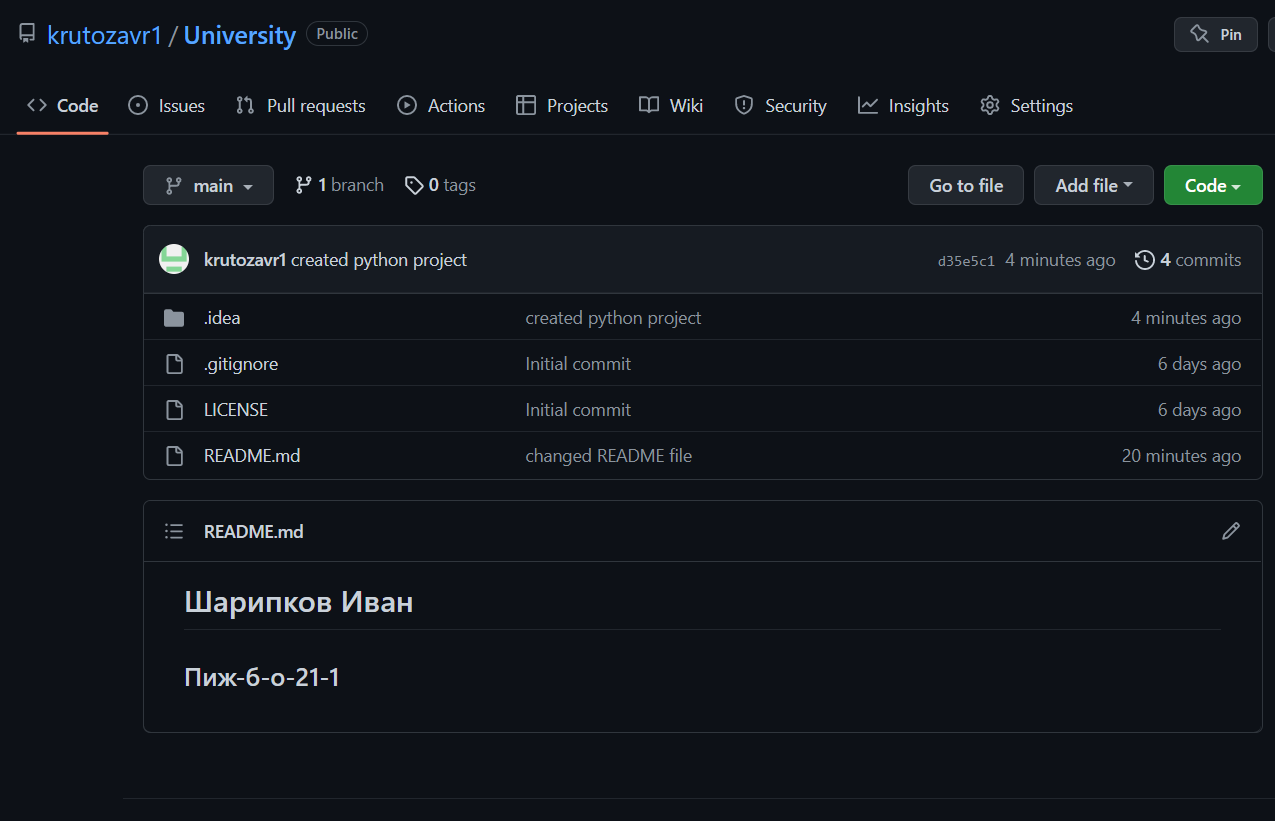 krutozavr1 / University Public Pin
Code Issues Pull requests Actions Projects Wiki Security Insights Settings
main 1 branch 0 tags Go to file Add file Code
krutozavr1 created python project d35e5c1 4 minutes ago 4 commits
.idea created python project 4 minutes ago
.gitignore Initial commit 6 days ago
LICENSE Initial commit 6 days ago
README.md changed README file 20 minutes ago
README.md
Шарипков Иван
Пиж-б-о-21-1